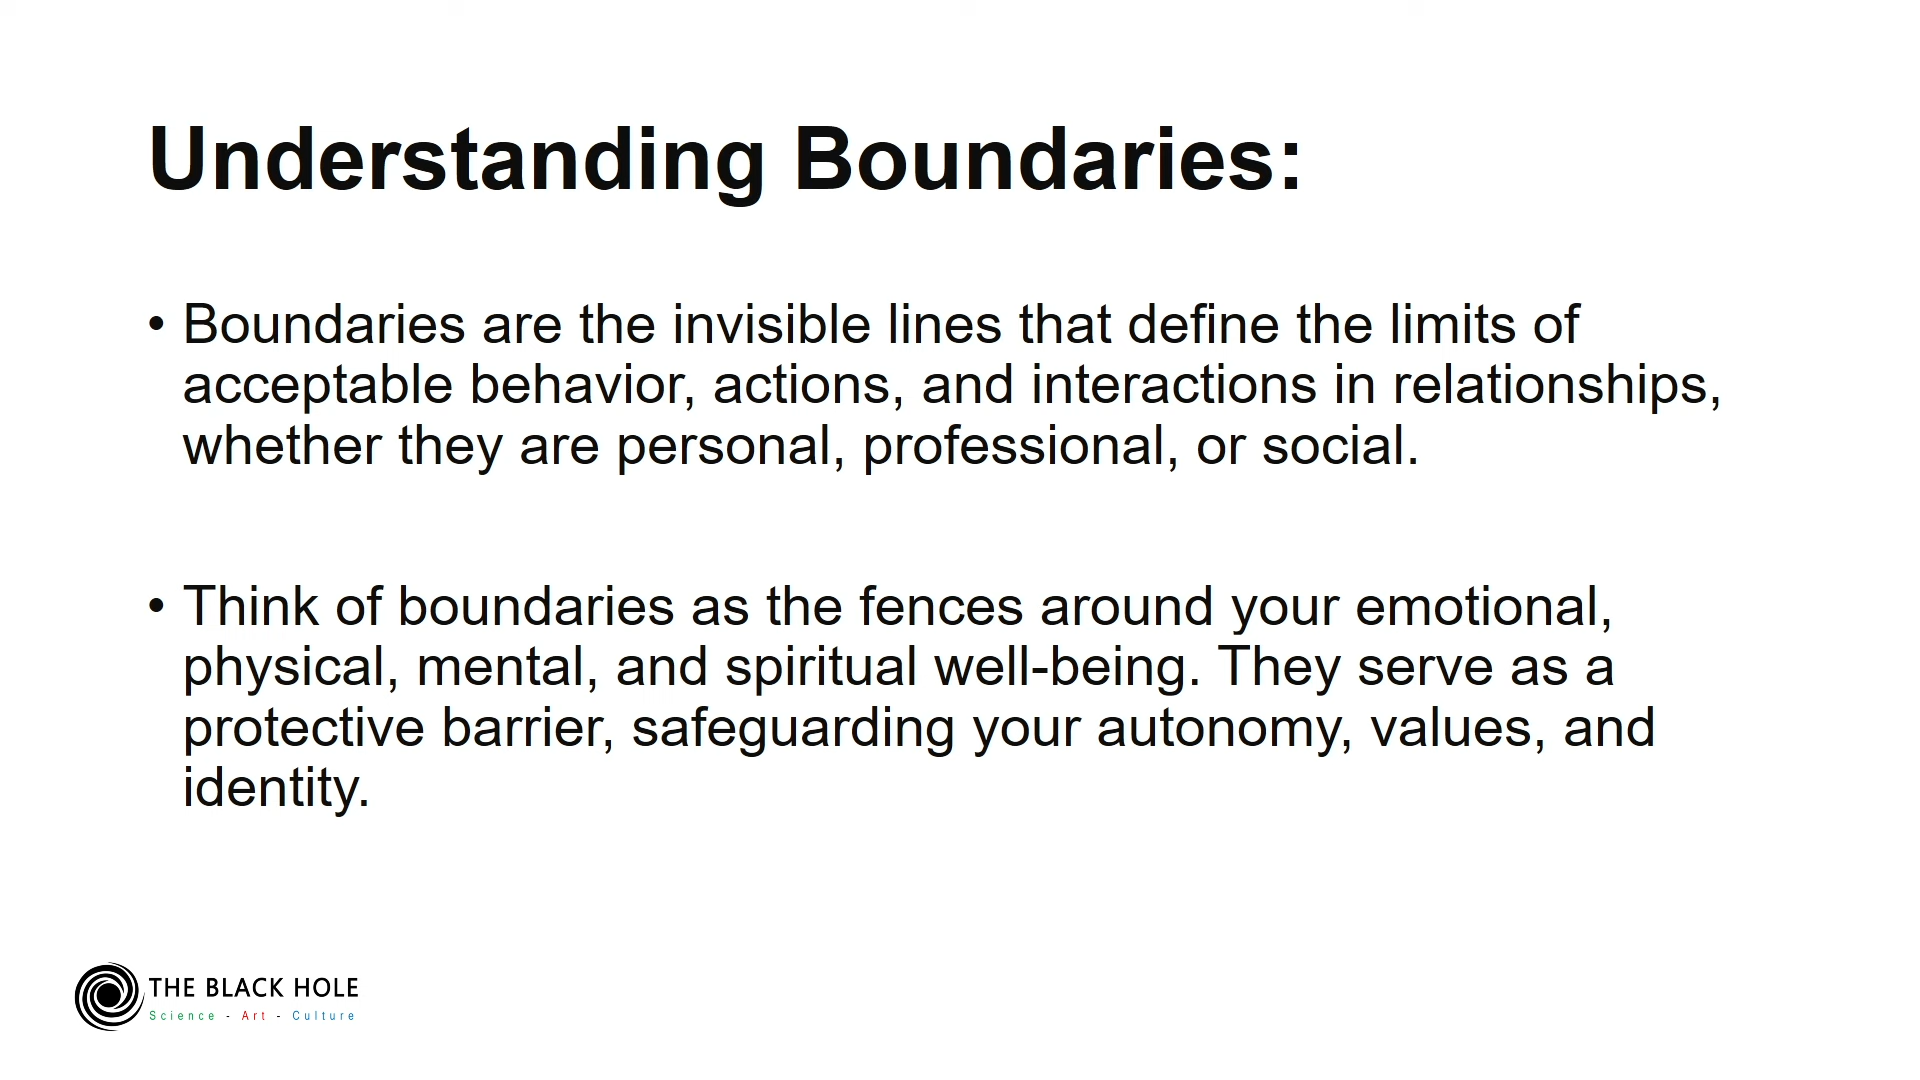 Understanding Boundaries:
• Boundaries are the invisible lines that define the limits of
acceptable behavior, actions, and interactions in relationships,
whether they are personal, professional, or social.
• Think of boundaries as the fences around your emotional,
physical, mental, and spiritual well-being. They serve as a
protective barrier, safeguarding your autonomy, values, and
identity.
THE BLACK HOLE
Science - Art - Culture